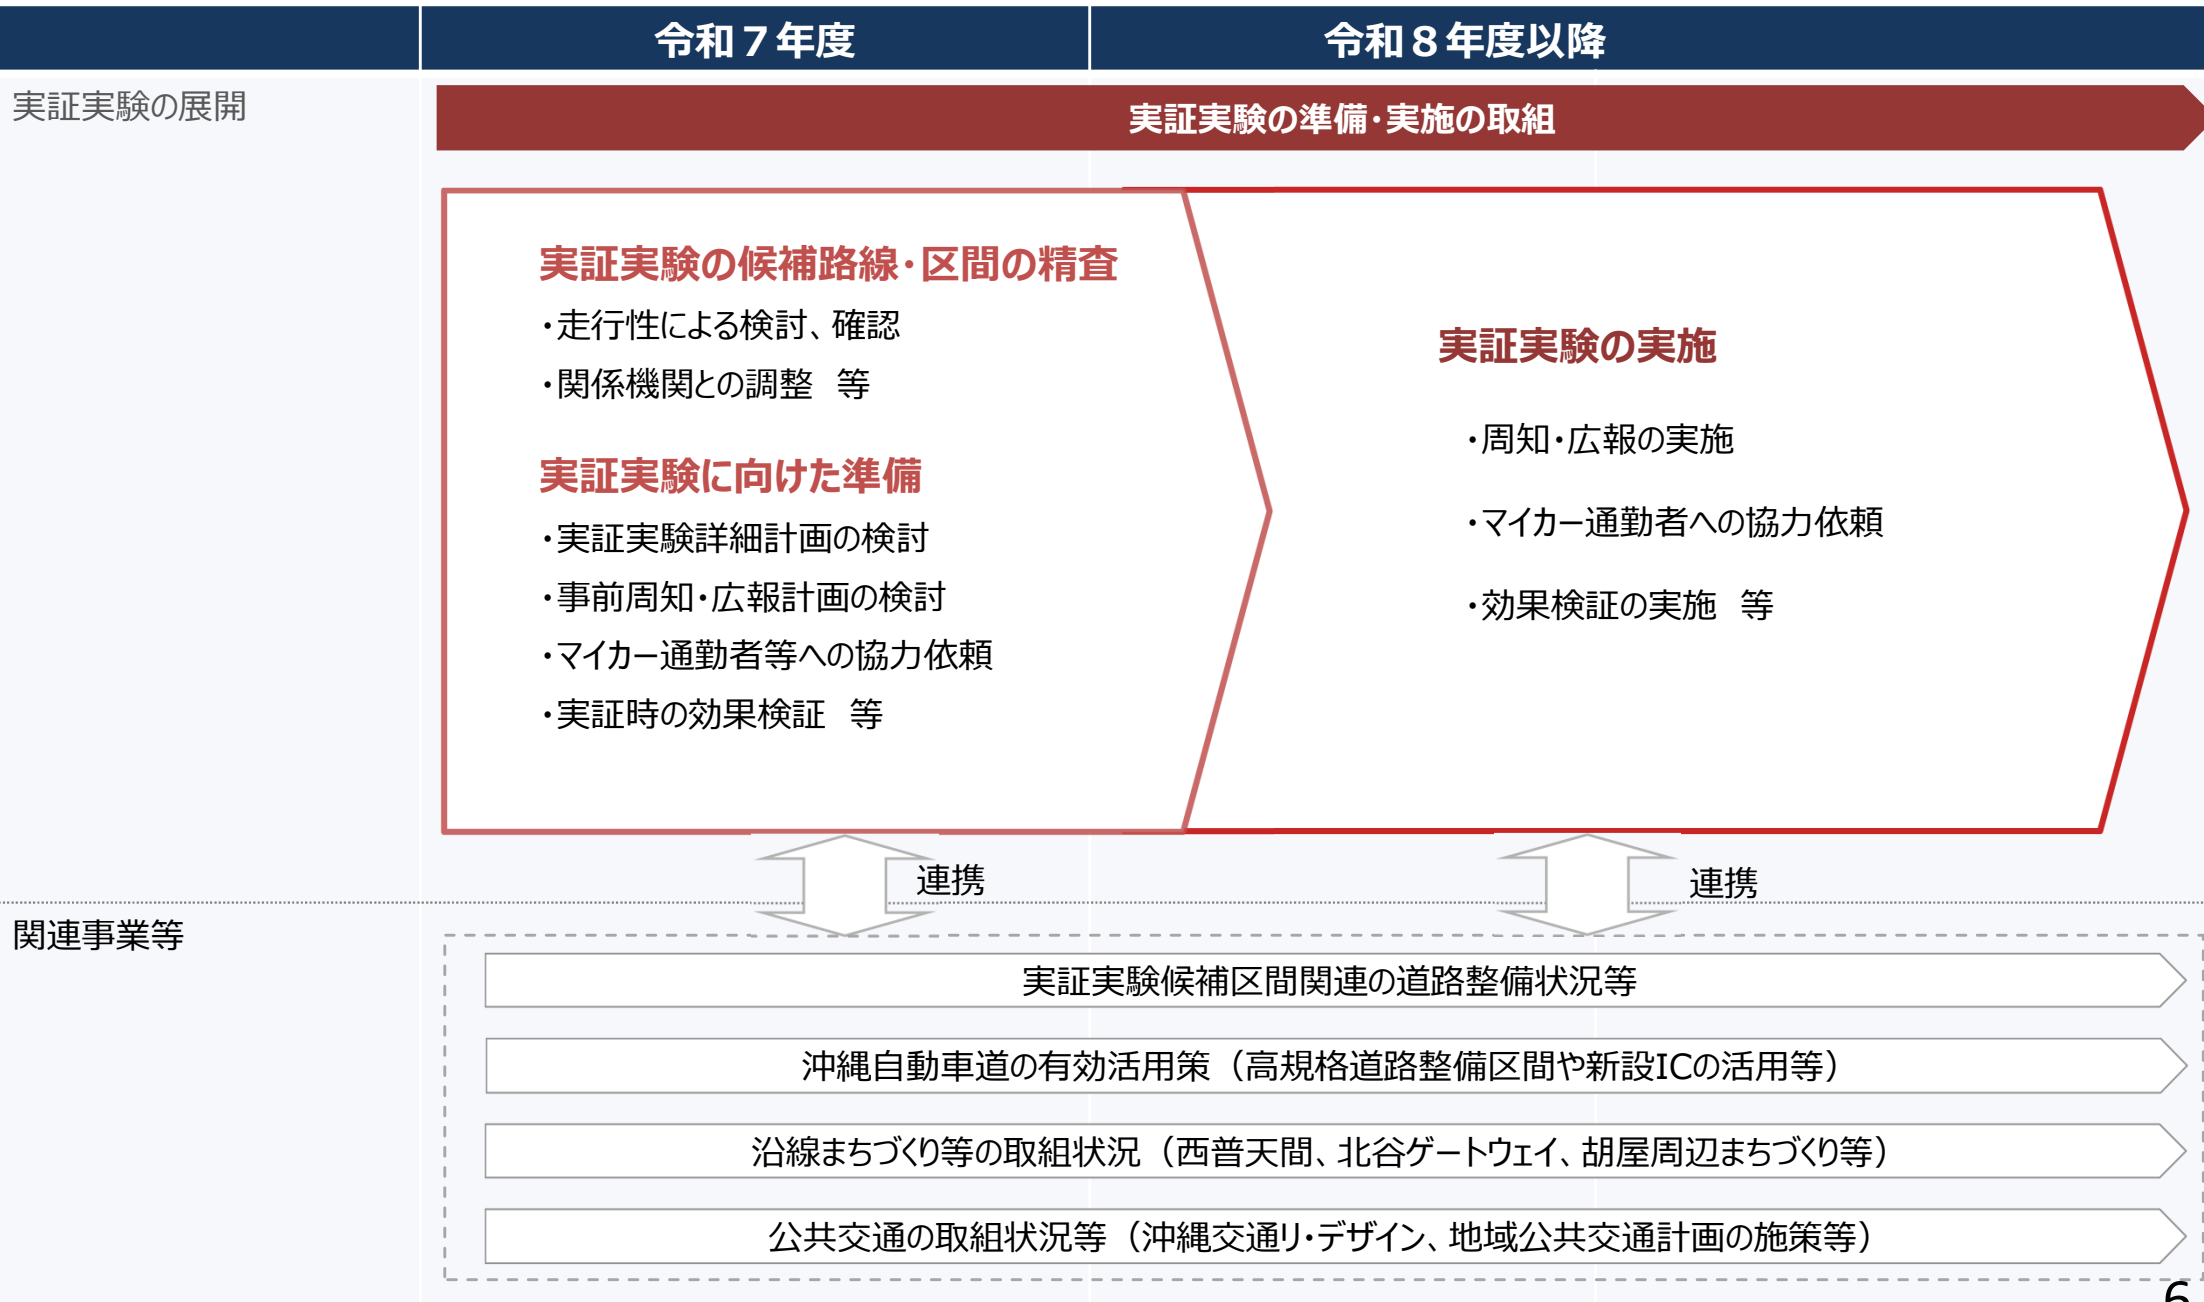 令和７年度
令和８年度以降
実証実験の展開
実証実験の準備・実施の取組
実証実験の候補路線・区間の精査
・走行性による検討、確認
・関係機関との調整　等
実証実験に向けた準備
・実証実験詳細計画の検討
・事前周知・広報計画の検討
・マイカー通勤者等への協力依頼
・実証時の効果検証　等
実証実験の実施
・周知・広報の実施
・マイカー通勤者への協力依頼
・効果検証の実施　等
連携
連携
関連事業等
実証実験候補区間関連の道路整備状況等
沖縄自動車道の有効活用策（高規格道路整備区間や新設ICの活用等）
沿線まちづくり等の取組状況（西普天間、北谷ゲートウェイ、胡屋周辺まちづくり等）
公共交通の取組状況等（沖縄交通リ・デザイン、地域公共交通計画の施策等）
6